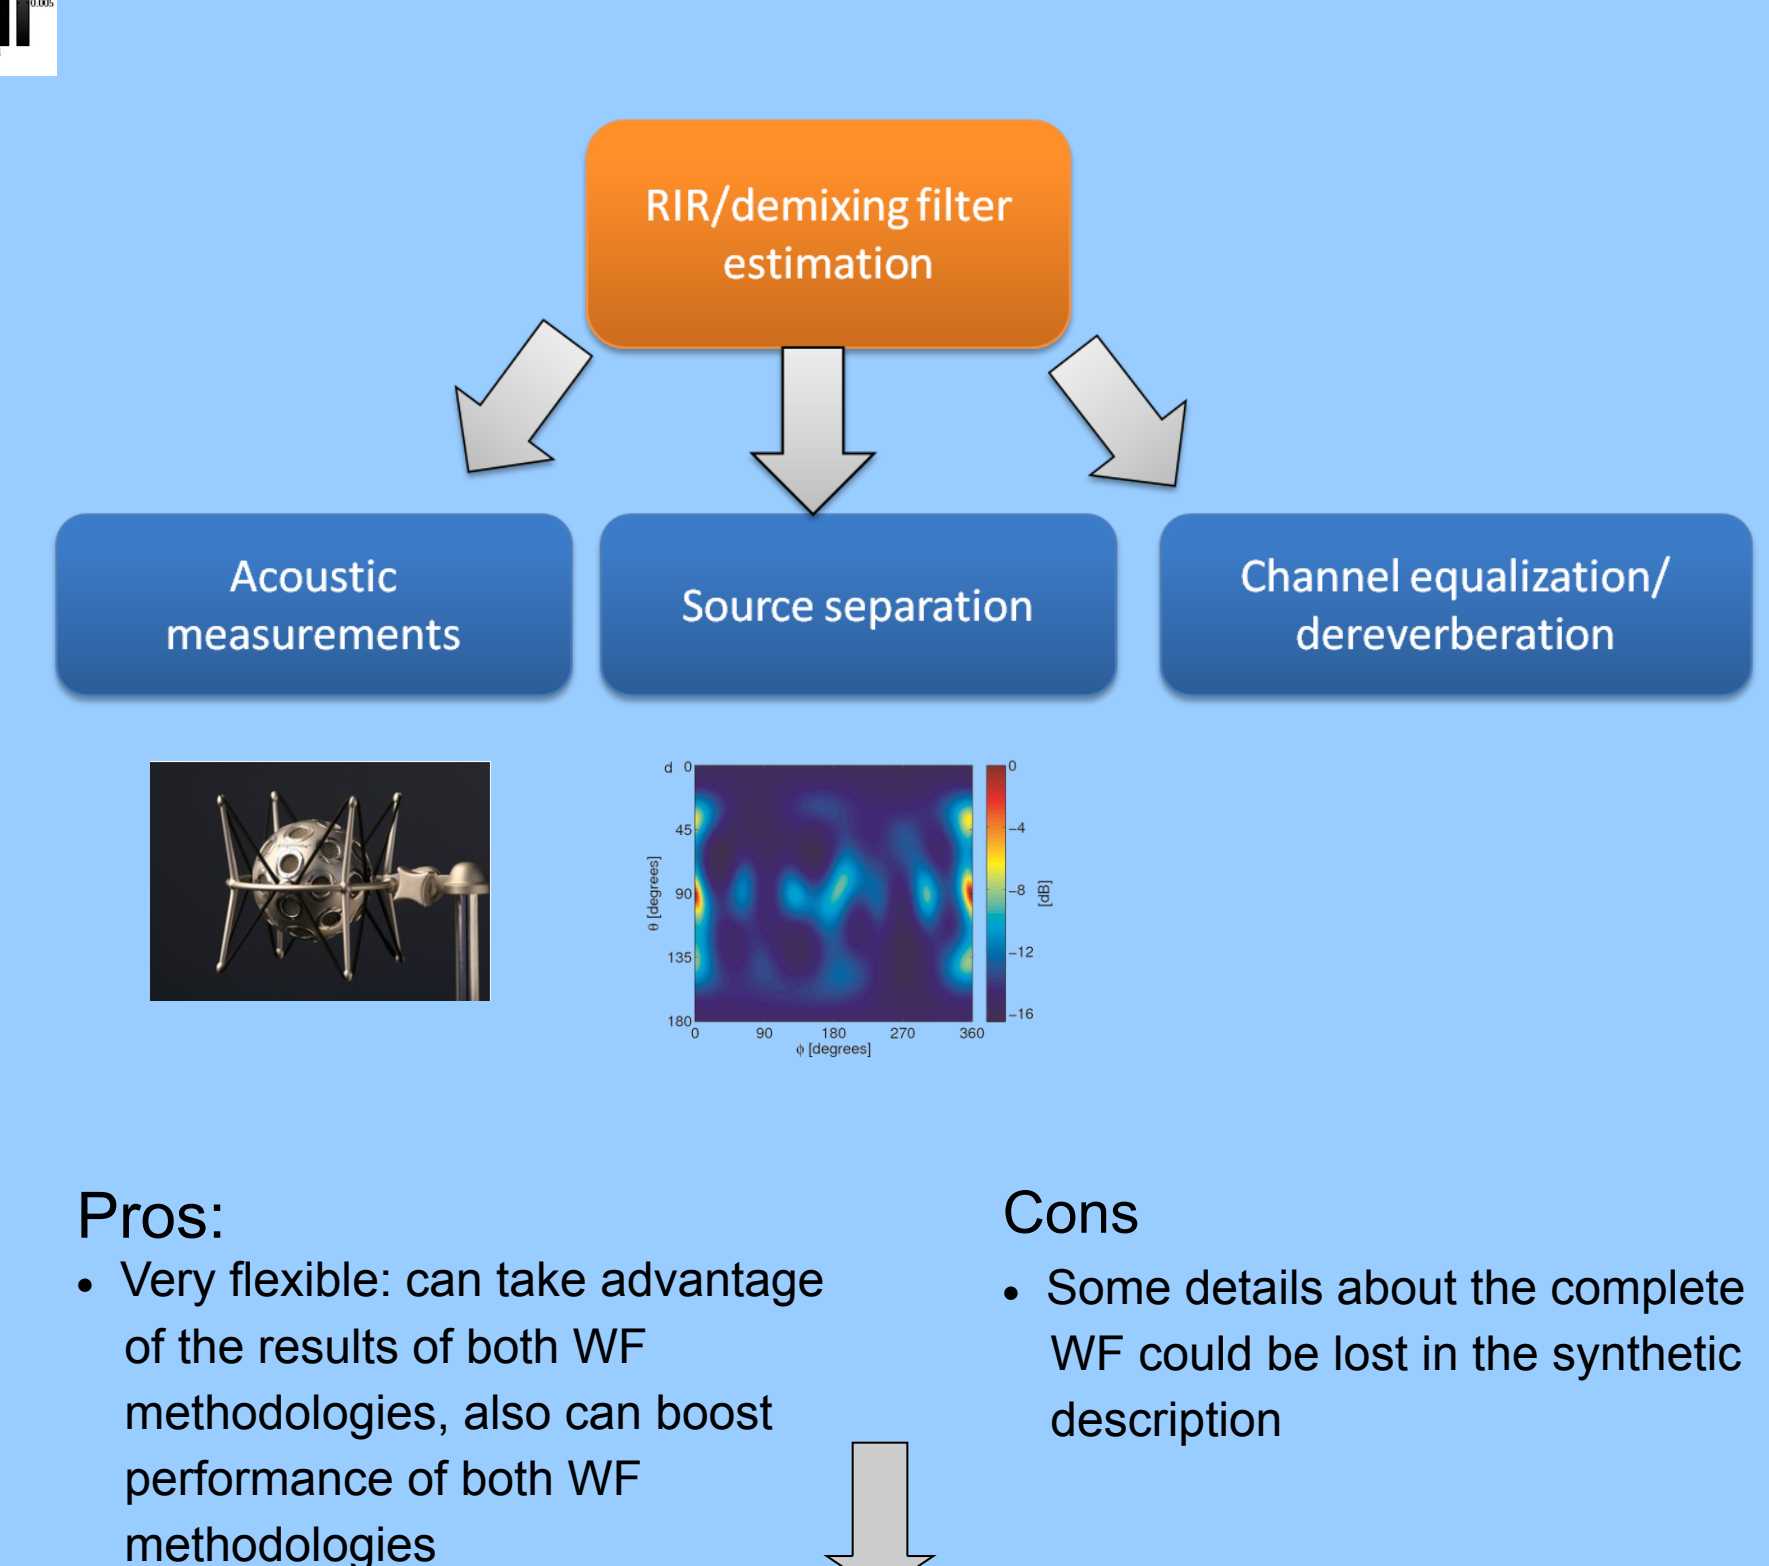 0.005
RIR/demixing filter
estimation
Acoustic
measurements
Source separation
Channel equalization/
dereverberation
d
0
45
90
135
180
θ [degrees]
0 90 180 270 360
φ [degrees]
0
−4
−8
−12
−16
[dB]
Pros:
• Very flexible: can take advantage
of the results of both WF
methodologies, also can boost
performance of both WF
methodologies
Cons
• Some details about the complete
WF could be lost in the synthetic
description